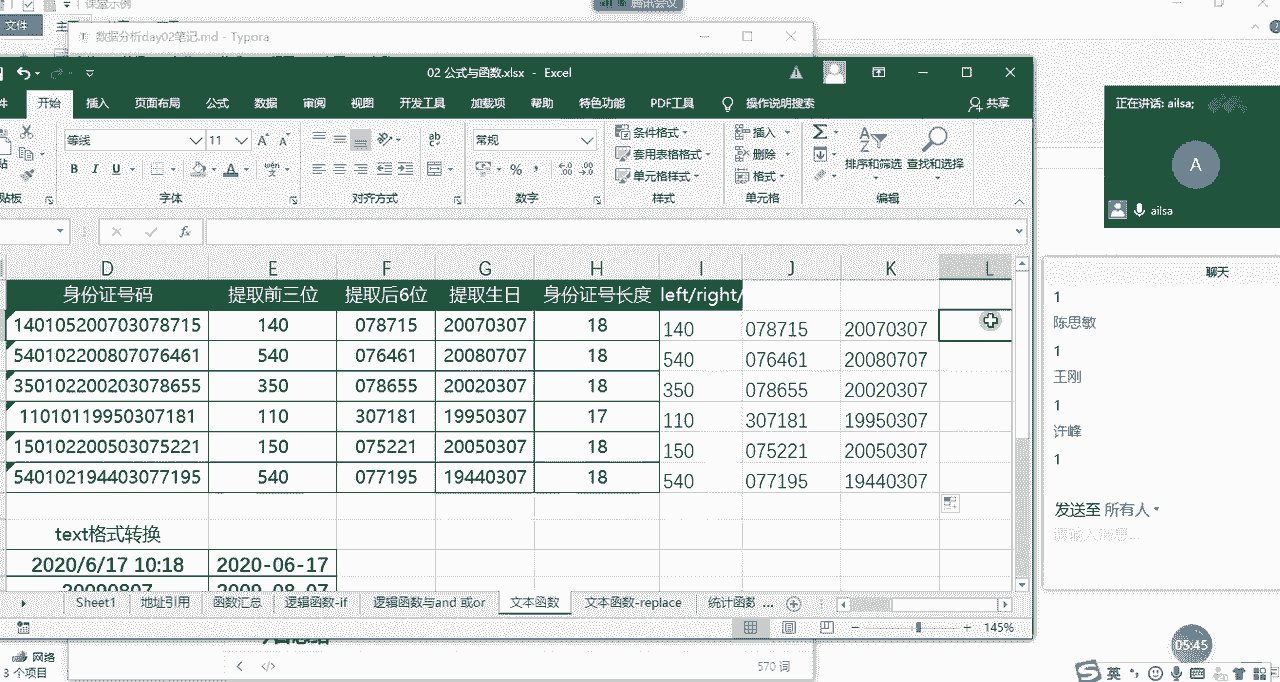 课堂示例
腾讯会议
文件
数据分析day02笔记.md - Typora
02 公式与函数.xlsx - Excel
件 开始 插入 页面布局 公式 数据 审阅 视图 开发工具 加载项 帮助 特色功能 PDF工具 操作说明搜索 共享
等线 11 常规
条件格式
套用表格格式
单元格样式
插入
删除
格式
排序和筛选 查找和选择
贴板 字体 对齐方式 数字 样式 单元格 编辑
D E F G H I J K L
身份证号码 提取前三位 提取后6位 提取生日 身份证号长度 left/right/
140105200703078715 140 078715 20070307 18 140 078715 20070307
540102200807076461 540 076461 20080707 18 540 076461 20080707
350102200203078655 350 078655 20020307 18 350 078655 20020307
11010119950307181 110 307181 19950307 17 110 307181 19950307
150102200503075221 150 075221 20050307 18 150 075221 20050307
540102194403077195 540 077195 19440307 18 540 077195 19440307
text格式转换
2020/6/17 10:18 2020-06-17
20090807 2009-08-07
Sheet1 地址引用 函数汇总 逻辑函数-if 逻辑函数与and 或or 文本函数 文本函数-replace 统计函数 ...
145%
网络
3 个项目
570 词
正在讲话: ailsa;
A
ailsa
聊天
1
陈思敏
1
王刚
1
许峰
1
发送至 所有人
请输入消息...
05:45
英